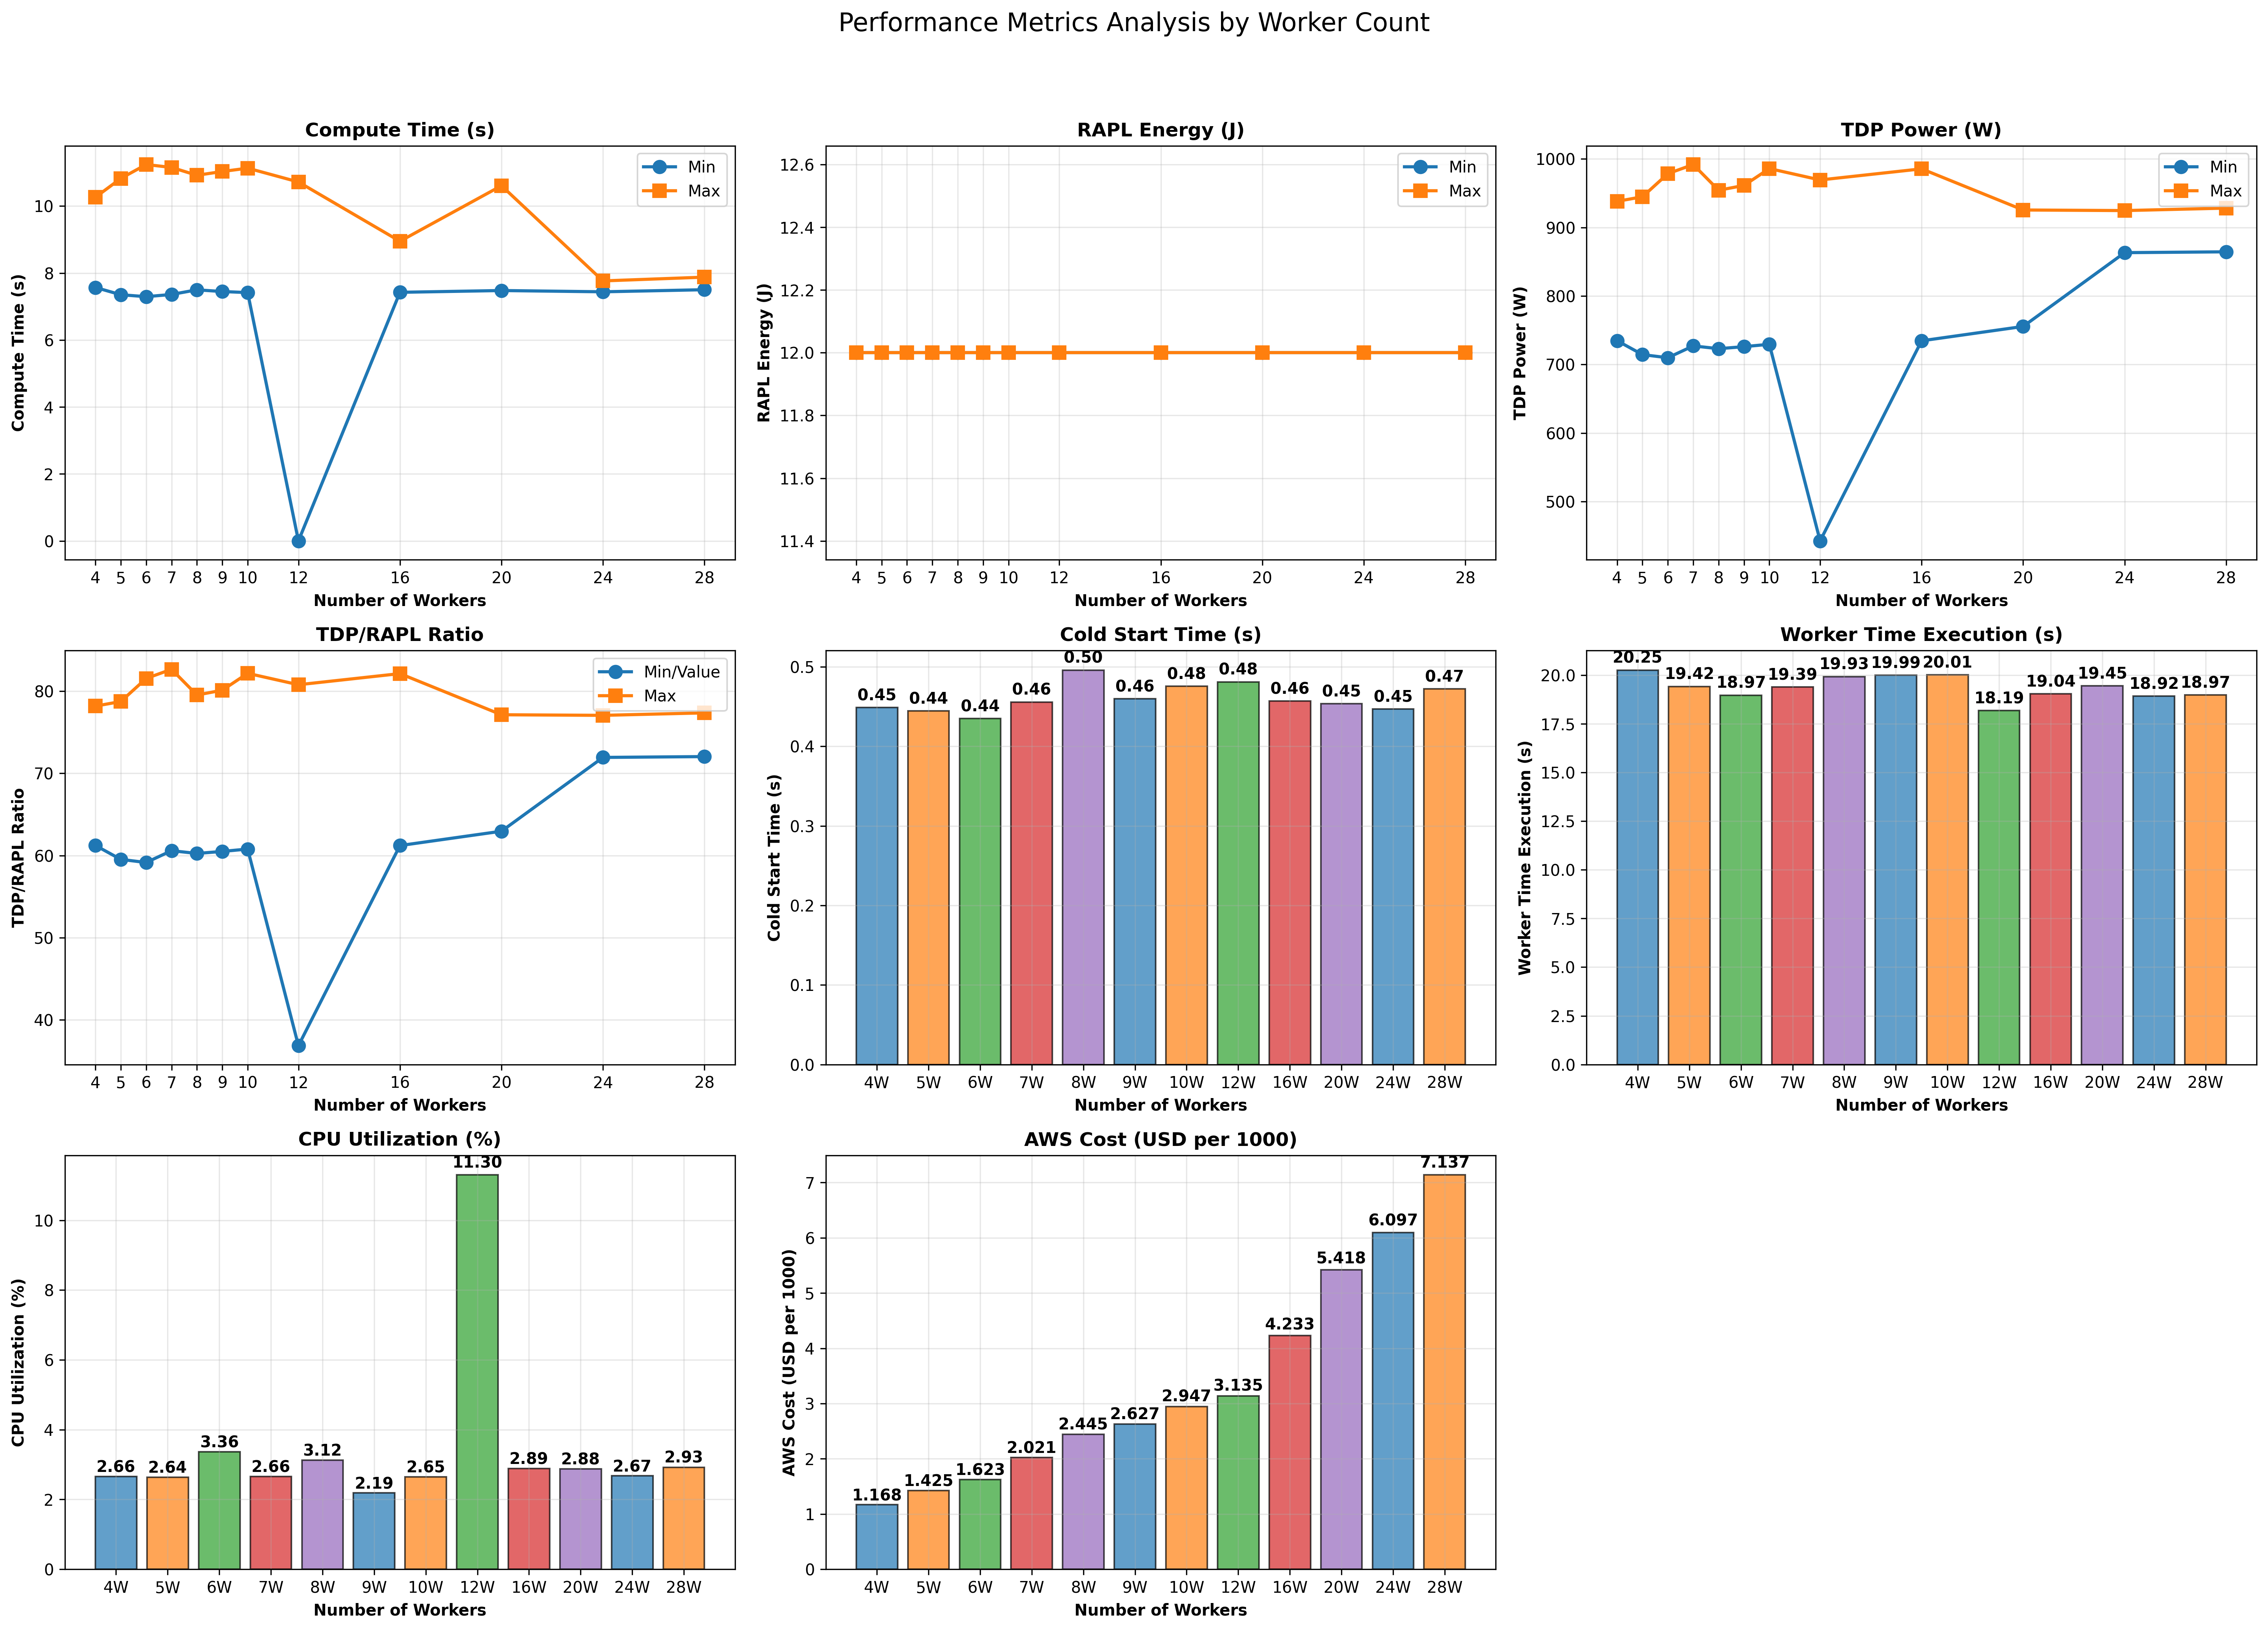 Performance Metrics Analysis by Worker Count
Compute Time (s)
Compute Time (s)
10
8
6
4
2
0
Min
Max
4 5 6 7 8 9 10 12 16 20 24 28
Number of Workers
RAPL Energy (J)
RAPL Energy (J)
12.6
12.4
12.2
12.0
11.8
11.6
11.4
Min
Max
4 5 6 7 8 9 10 12 16 20 24 28
Number of Workers
TDP Power (W)
TDP Power (W)
1000
900
800
700
600
500
Min
Max
4 5 6 7 8 9 10 12 16 20 24 28
Number of Workers
TDP/RAPL Ratio
TDP/RAPL Ratio
80
70
60
50
40
Min/Value
Max
4 5 6 7 8 9 10 12 16 20 24 28
Number of Workers
Cold Start Time (s)
Cold Start Time (s)
0.5
0.4
0.3
0.2
0.1
0.0
0.45 0.44 0.44 0.46 0.50 0.46 0.48 0.48 0.46 0.45 0.45 0.47
4W 5W 6W 7W 8W 9W 10W 12W 16W 20W 24W 28W
Number of Workers
Worker Time Execution (s)
Worker Time Execution (s)
20.0
17.5
15.0
12.5
10.0
7.5
5.0
2.5
0.0
20.25 19.42 18.97 19.39 19.93 19.99 20.01 18.19 19.04 19.45 18.92 18.97
4W 5W 6W 7W 8W 9W 10W 12W 16W 20W 24W 28W
Number of Workers
CPU Utilization (%)
CPU Utilization (%)
10
8
6
4
2
0
2.66 2.64 3.36 2.66 3.12 2.19 2.65 11.30 2.89 2.88 2.67 2.93
4W 5W 6W 7W 8W 9W 10W 12W 16W 20W 24W 28W
Number of Workers
AWS Cost (USD per 1000)
AWS Cost (USD per 1000)
7
6
5
4
3
2
1
0
1.168 1.425 1.623 2.021 2.445 2.627 2.947 3.135 4.233 5.418 6.097 7.137
4W 5W 6W 7W 8W 9W 10W 12W 16W 20W 24W 28W
Number of Workers